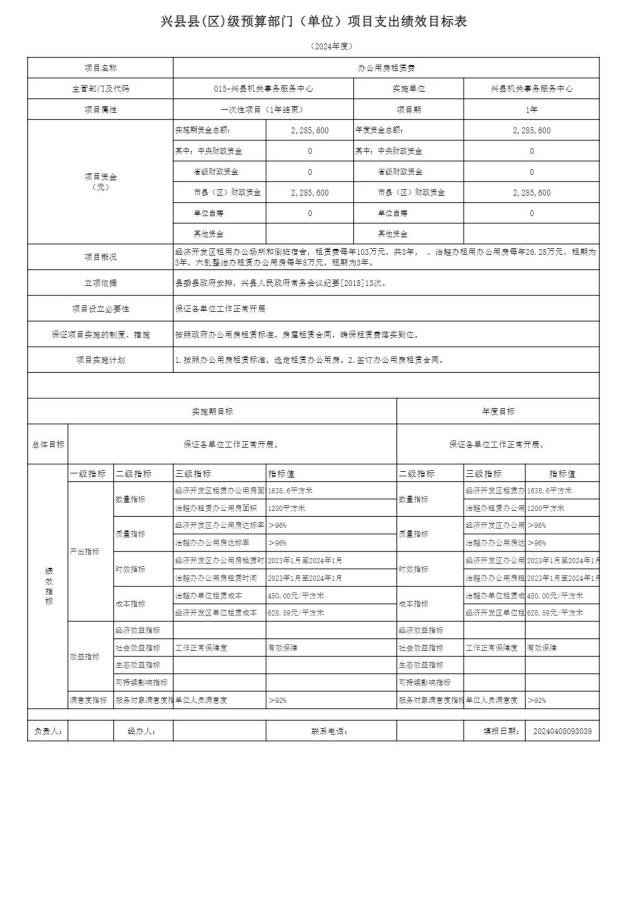 兴县县(区)级预算部门（单位）项目支出绩效目标表
（2024年度）
项目名称 办公用房租赁费
主管部门及代码 015-兴县机关事务服务中心 实施单位 兴县机关事务服务中心
项目属性 一次性项目（1年结束） 项目期 1年
项目资金
（元）
实施期资金总额： 2,285,600 年度资金总额： 2,285,600
其中：中央财政资金 0 其中：中央财政资金 0
省级财政资金 0 省级财政资金 0
市县（区）财政资金 2,285,600 市县（区）财政资金 2,285,600
单位自筹 0 单位自筹 0
其他资金 其他资金
项目概况
经济开发区租用办公场所和倒班宿舍，租赁费每年103万元，共3年， 、治超办租用办公用房每年26.28万元，租期为
3年，六乱整治办租赁办公用房每年8万元，租期为3年。
立项依据 县委县政府安排，兴县人民政府常务会议纪要[2018]13次。
项目设立必要性 保证各单位工作正常开展
保证项目实施的制度、措施 按照政府办公用房租赁标准、房屋租赁合同，确保租赁费落实到位。
项目实施计划 1.按照办公用房租赁标准，选定租赁办公用房。2.签订办公用房租赁合同。
实施期目标 年度目标
总体目标 保证各单位工作正常开展。 保证各单位工作正常开展。
绩效指标
一级指标 二级指标 三级指标 指标值 二级指标 三级指标 指标值
产出指标
数量指标 经济开发区租赁办公用房面 1638.6平方米 数量指标 经济开发区租赁办 1638.6平方米
治超办租赁办公用房面积 1200平方米 治超办租赁办公用 1200平方米
质量指标 经济开发区办公用房达标率 >96% 质量指标 经济开发区办公用 >96%
治超办办公用房达标率 >96% 治超办办公用房达 >96%
时效指标 经济开发区办公用房租赁时 2023年1月至2024年1月 时效指标 经济开发区办公用 2023年1月至2024年1月
治超办办公用房租赁时间 2023年1月至2024年1月 治超办办公用房租 2023年1月至2024年1月
成本指标 治超办单位租赁成本 450.00元/平方米 成本指标 治超办单位租赁成 450.00元/平方米
经济开发区单位租赁成本 628.59元/平方米 经济开发区单位租 628.59元/平方米
效益指标
经济效益指标 经济效益指标
社会效益指标 工作正常保障度 有效保障 社会效益指标 工作正常保障度 有效保障
生态效益指标 生态效益指标
可持续影响指标 可持续影响指标
满意度指标 服务对象满意度指 单位人员满意度 >92% 服务对象满意度指标 单位人员满意度 >92%
负责人： 经办人： 联系电话： 填报日期： 20240408093039